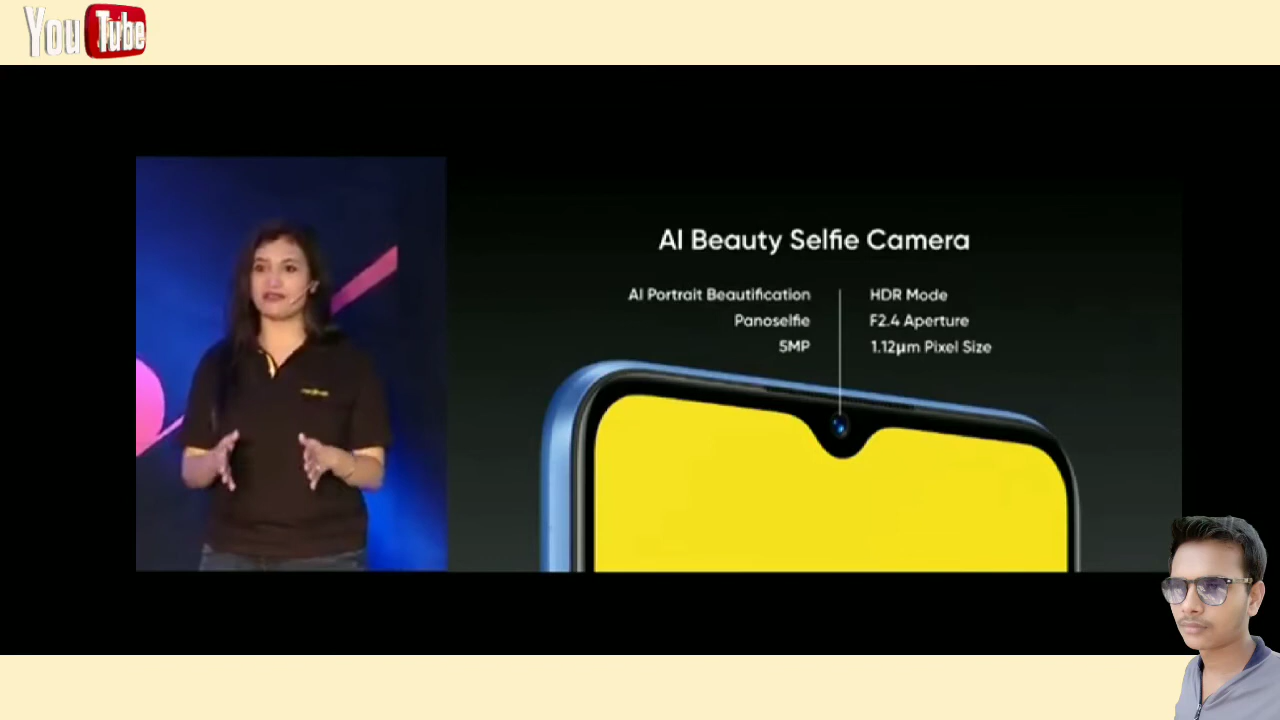 YouTube
AI Beauty Selfie Camera
AI Portrait Beautification
Panoselfie
5MP
HDR Mode
F2.4 Aperture
1.12µm Pixel Size